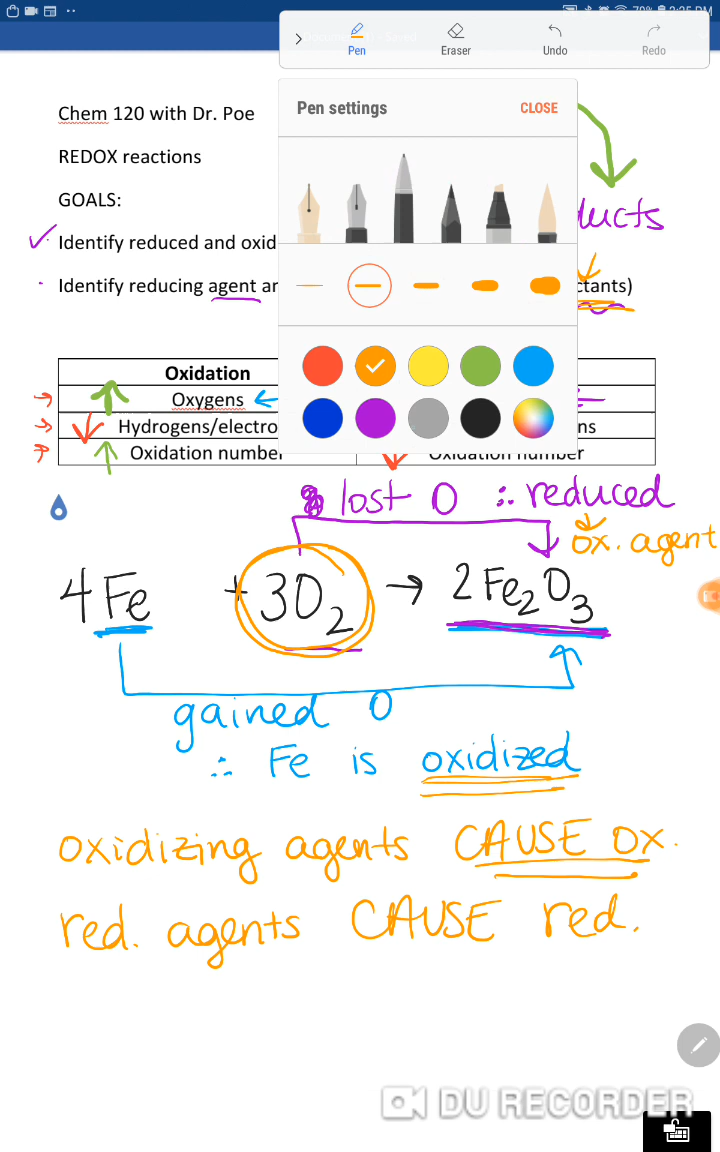 Pen
Eraser
Undo
Redo
Pen settings
CLOSE
Chem 120 with Dr. Poe
REDOX reactions
GOALS:
ducts
Identify reduced and oxid
Identify reducing agent ar
ctants)
Oxidation
Oxygens
Hydrogens/electro
ns
Oxidation number
Oxidation number
lost O ∴ reduced
ox. agent
4Fe + 3O₂ → 2Fe₂O₃
gained O
∴ Fe is oxidized
oxidizing agents CAUSE ox.
red. agents CAUSE red.
DU RECORDER